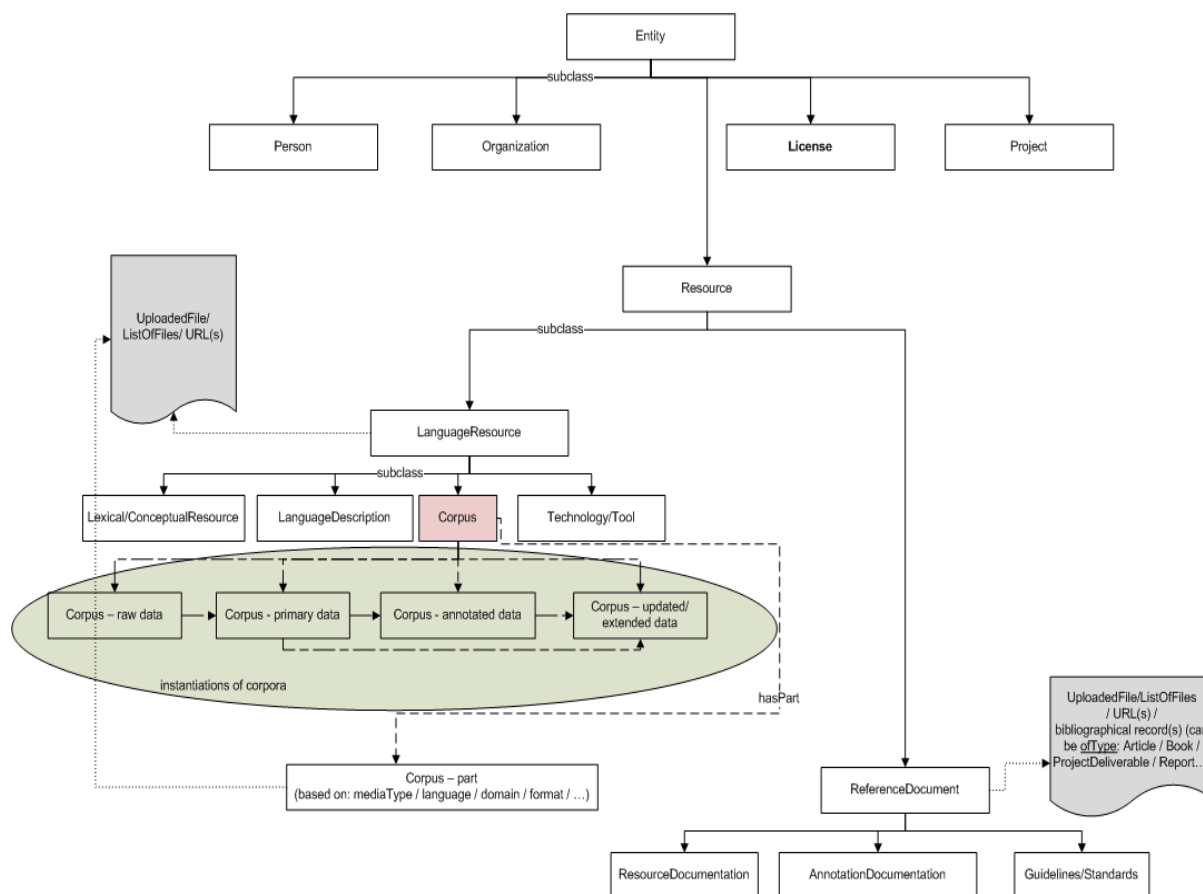 Entity
subclass
Person
Organization
License
Project
Resource
UploadedFile/
ListOfFiles/ URL(s)
subclass
LanguageResource
subclass
Lexical/ConceptualResource
LanguageDescription
Corpus
Technology/Tool
Corpus – raw data
Corpus - primary data
Corpus - annotated data
Corpus – updated/
extended data
instantiations of corpora
hasPart
UploadedFile/ListOfFiles
/ URL(s) /
bibliographical record(s) (can
be ofType: Article / Book /
ProjectDeliverable / Report...
Corpus – part
(based on: mediaType / language / domain / format / ...)
ReferenceDocument
ResourceDocumentation
AnnotationDocumentation
Guidelines/Standards